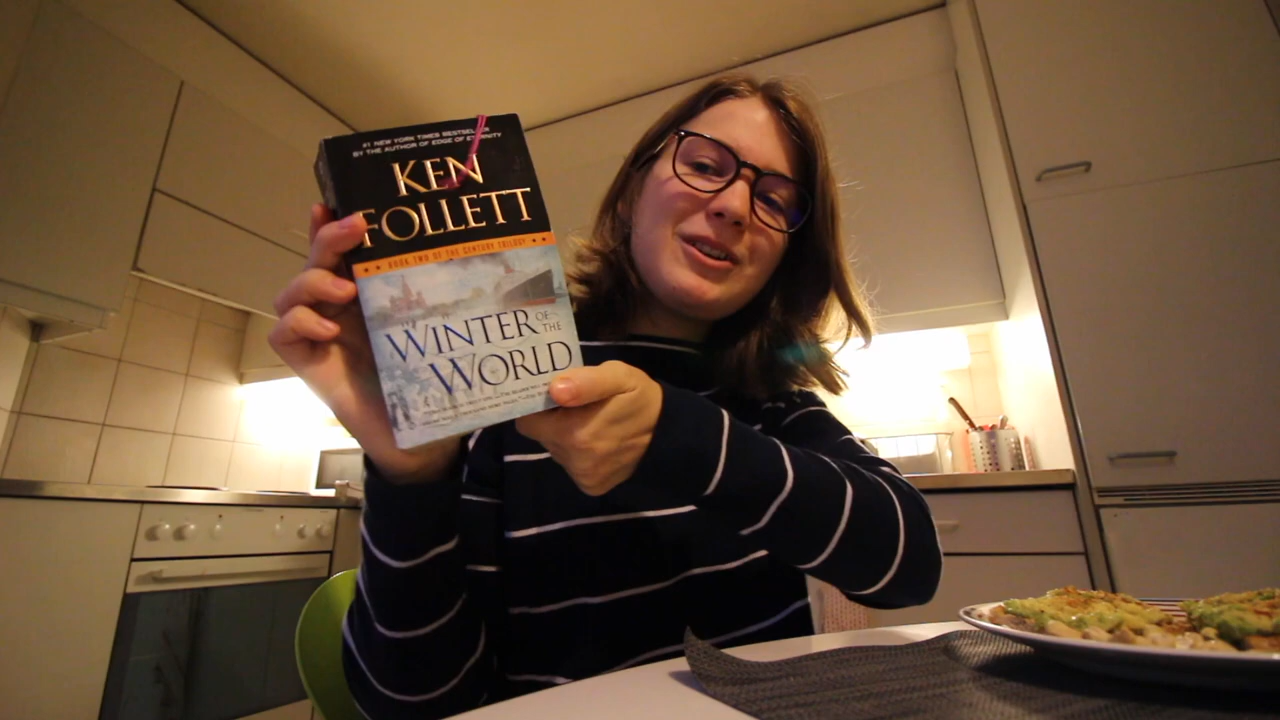 #1 NEW YORK TIMES BESTSELLER
BY THE AUTHOR OF EDGE OF ETERNITY
KEN
FOLLETT
BOOK TWO OF THE CENTURY TRILOGY
WINTER OF THE
WORLD